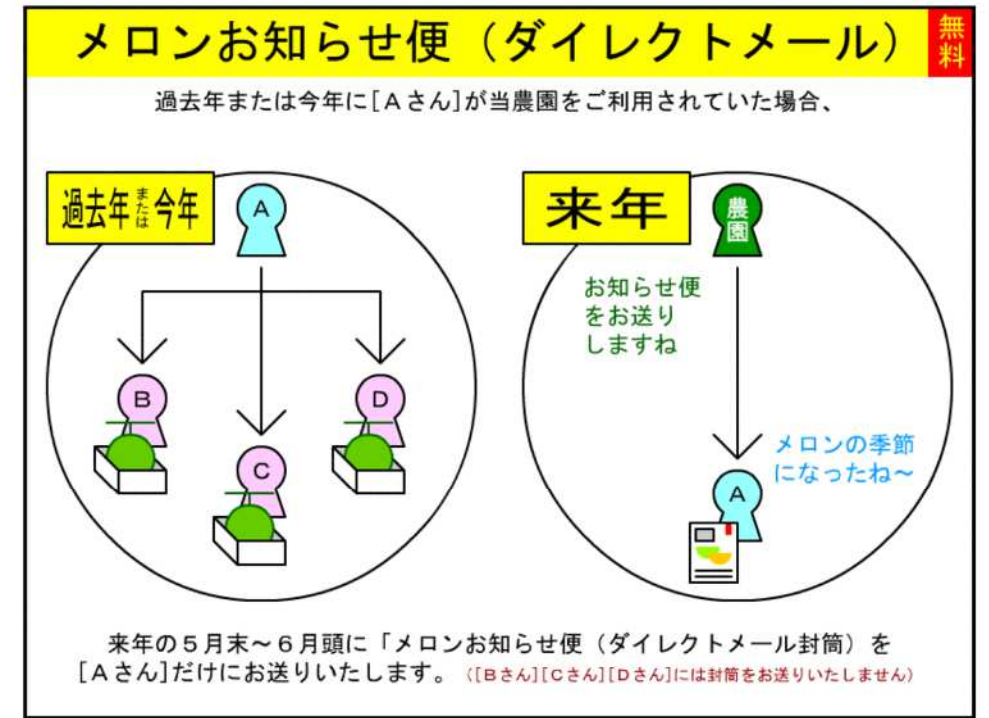 メロンお知らせ便（ダイレクトメール）
無料
過去年または今年に[Aさん]が当農園をご利用されていた場合、
過去年または今年
A
B
C
D
来年
農園
お知らせ便
をお送り
しますね
メロンの季節
になったね～
A
来年の５月末～６月頭に「メロンお知らせ便（ダイレクトメール封筒）を
[Aさん]だけにお送りいたします。（[Bさん][Cさん][Dさん]には封筒をお送りいたしません）